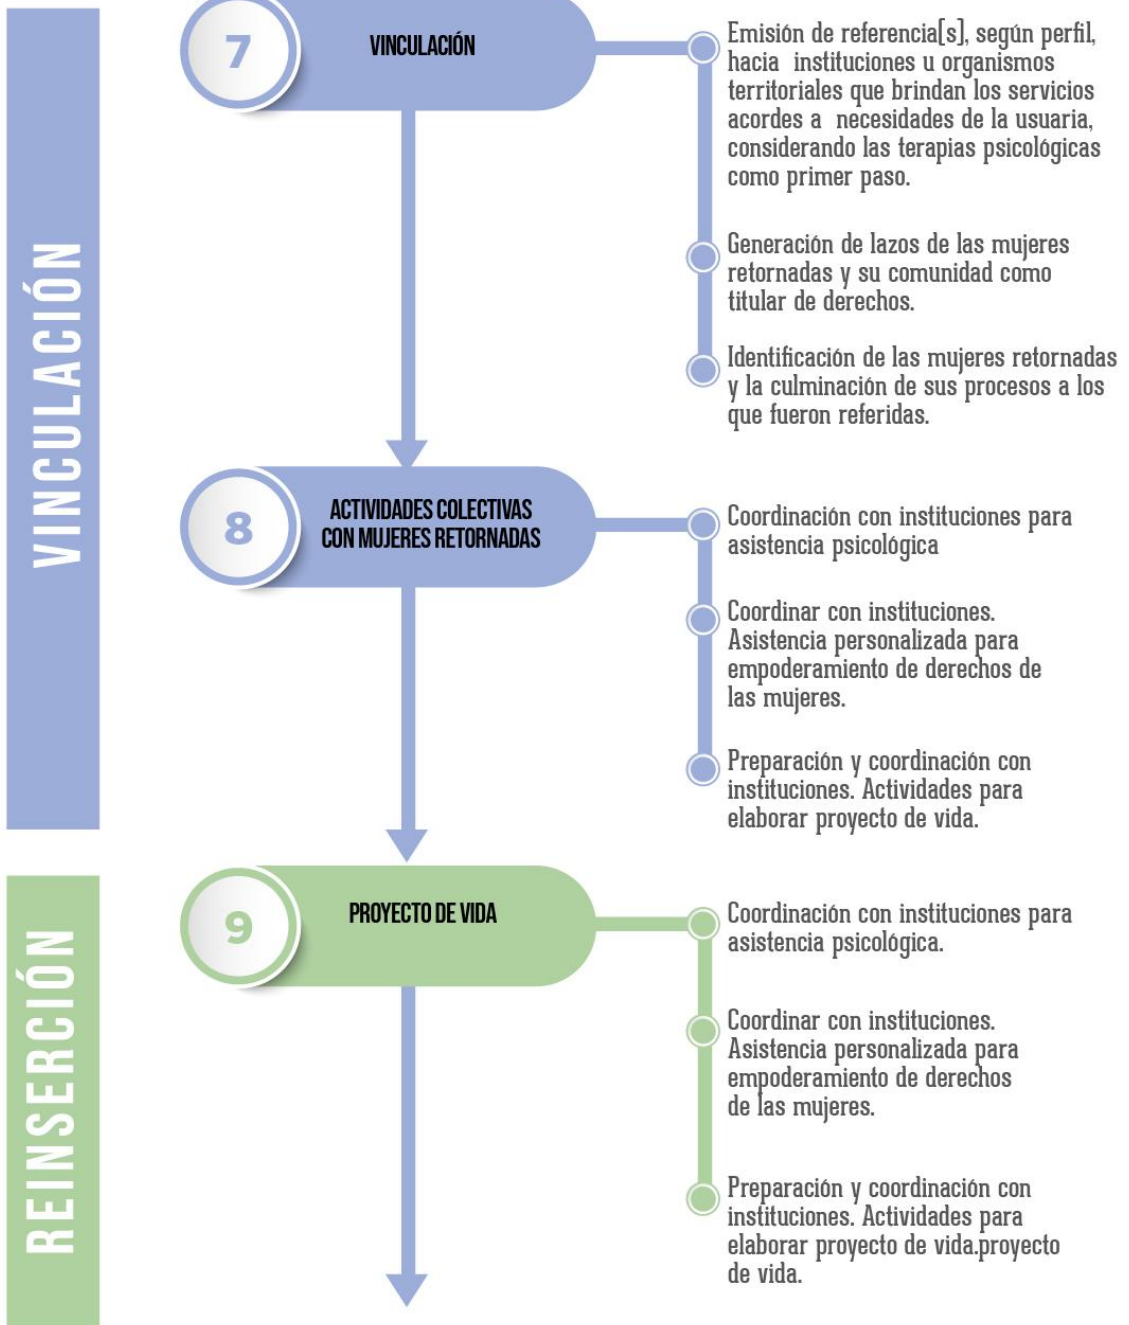 VINCULACIÓN
7
VINCULACIÓN
Emisión de referencia[s], según perfil,
hacia instituciones u organismos
territoriales que brindan los servicios
acordes a necesidades de la usuaria,
considerando las terapias psicológicas
como primer paso.
Generación de lazos de las mujeres
retornadas y su comunidad como
titular de derechos.
Identificación de las mujeres retornadas
y la culminación de sus procesos a los
que fueron referidas.
8
ACTIVIDADES COLECTIVAS
CON MUJERES RETORNADAS
Coordinación con instituciones para
asistencia psicológica
Coordinar con instituciones.
Asistencia personalizada para
empoderamiento de derechos de
las mujeres.
Preparación y coordinación con
instituciones. Actividades para
elaborar proyecto de vida.
REINSERCIÓN
9
PROYECTO DE VIDA
Coordinación con instituciones para
asistencia psicológica.
Coordinar con instituciones.
Asistencia personalizada para
empoderamiento de derechos
de las mujeres.
Preparación y coordinación con
instituciones. Actividades para
elaborar proyecto de vida.proyecto
de vida.